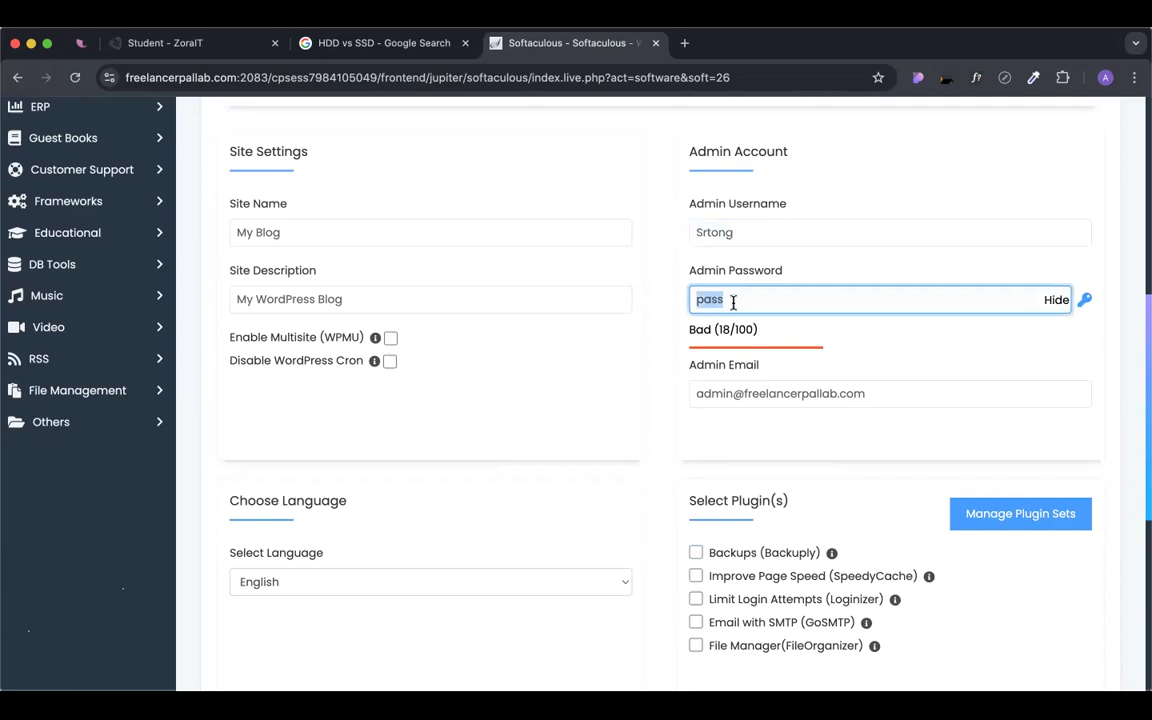 Student - ZoraIT
HDD vs SSD - Google Search
Softaculous - Softaculous - W
freelancerpallab.com:2083/cpsess7984105049/frontend/jupiter/softaculous/index.live.php?act=software&soft=26
A
ERP
Guest Books
Customer Support
Frameworks
Educational
DB Tools
Music
Video
RSS
File Management
Others
Site Settings
Site Name
My Blog
Site Description
My WordPress Blog
Enable Multisite (WPMU)
Disable WordPress Cron
Admin Account
Admin Username
Srtong
Admin Password
pass
Hide
Bad (18/100)
Admin Email
admin@freelancerpallab.com
Choose Language
Select Language
English
Select Plugin(s)
Manage Plugin Sets
Backups (Backuply)
Improve Page Speed (SpeedyCache)
Limit Login Attempts (Loginizer)
Email with SMTP (GoSMTP)
File Manager(FileOrganizer)